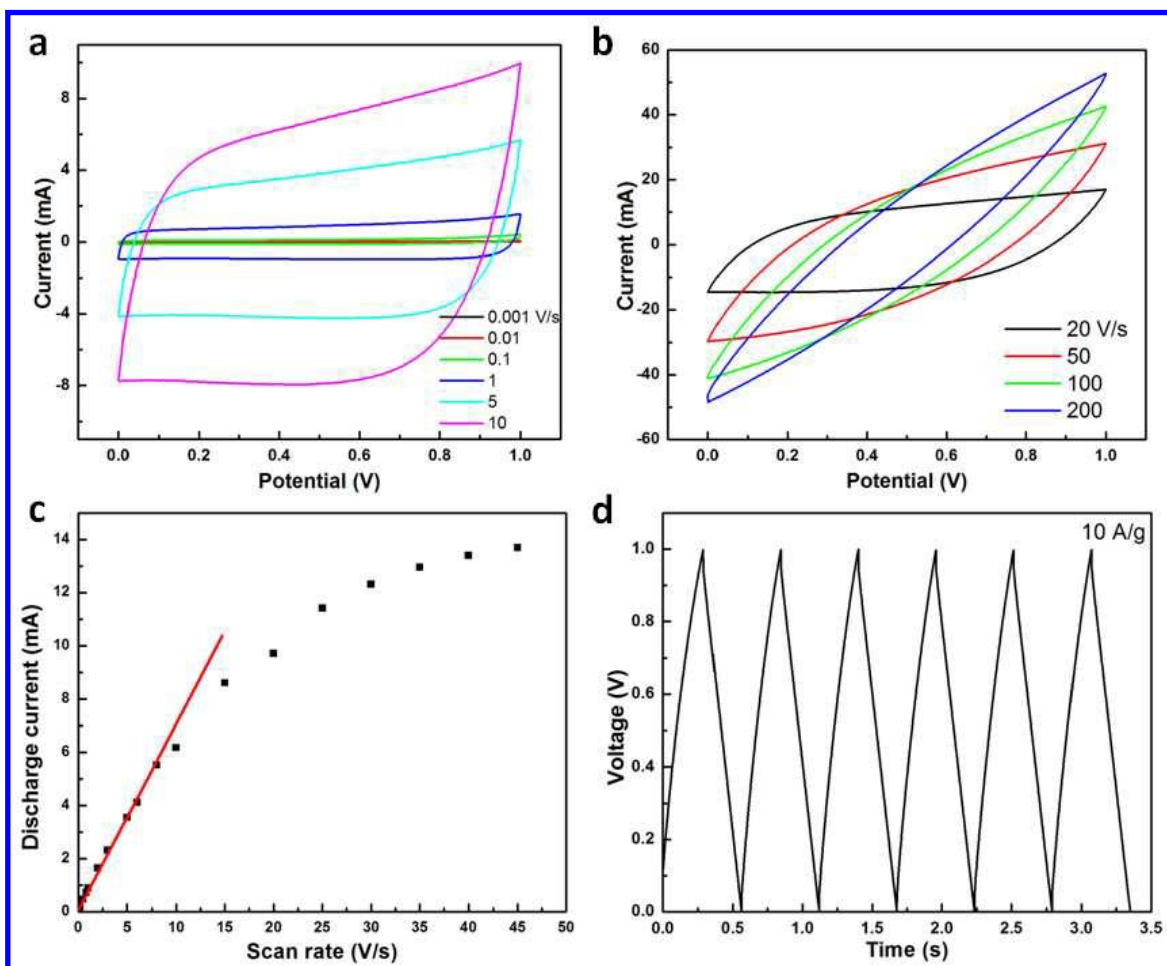 a
8
4
0
-4
-8
Current (mA)
0.0 0.2 0.4 0.6 0.8 1.0
Potential (V)
0.001 V/s
0.01
0.1
1
5
10
b
60
40
20
0
-20
-40
-60
Current (mA)
0.0 0.2 0.4 0.6 0.8 1.0
Potential (V)
20 V/s
50
100
200
c
14
12
10
8
6
4
2
0
Discharge current (mA)
0 5 10 15 20 25 30 35 40 45 50
Scan rate (V/s)
d
10 A/g
1.0
0.8
0.6
0.4
0.2
0.0
Voltage (V)
0.0 0.5 1.0 1.5 2.0 2.5 3.0 3.5
Time (s)